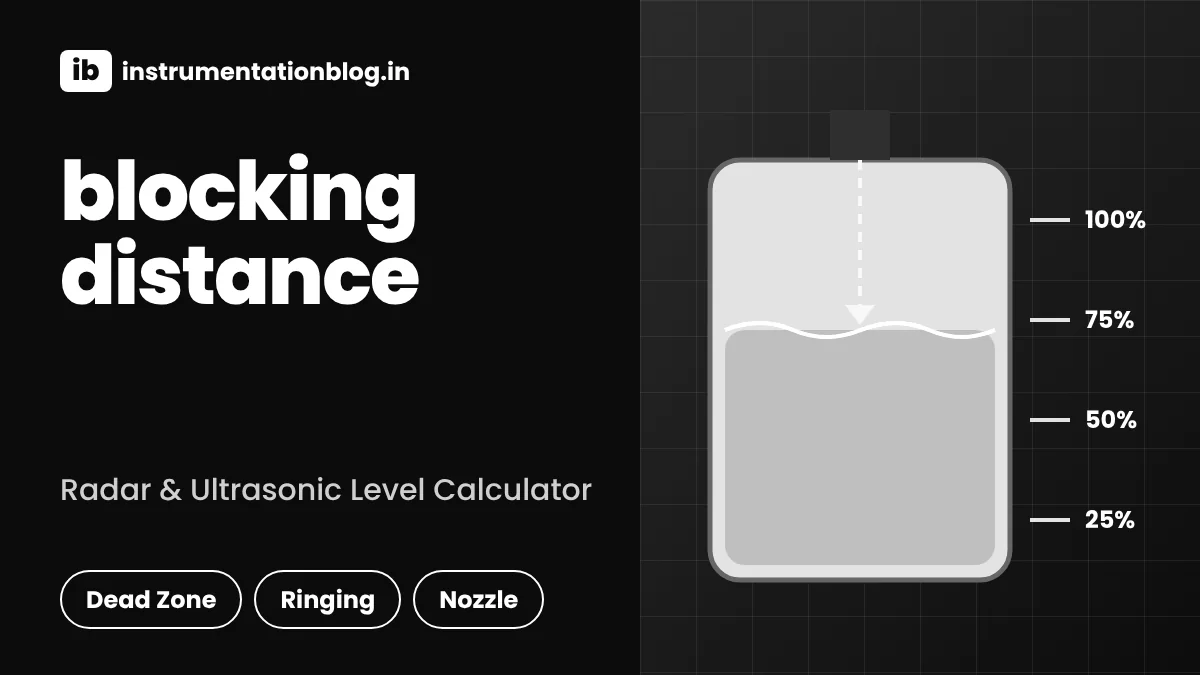 ib instrumentationblog.in
blocking
distance
Radar & Ultrasonic Level Calculator
Dead Zone
Ringing
Nozzle
100%
75%
50%
25%